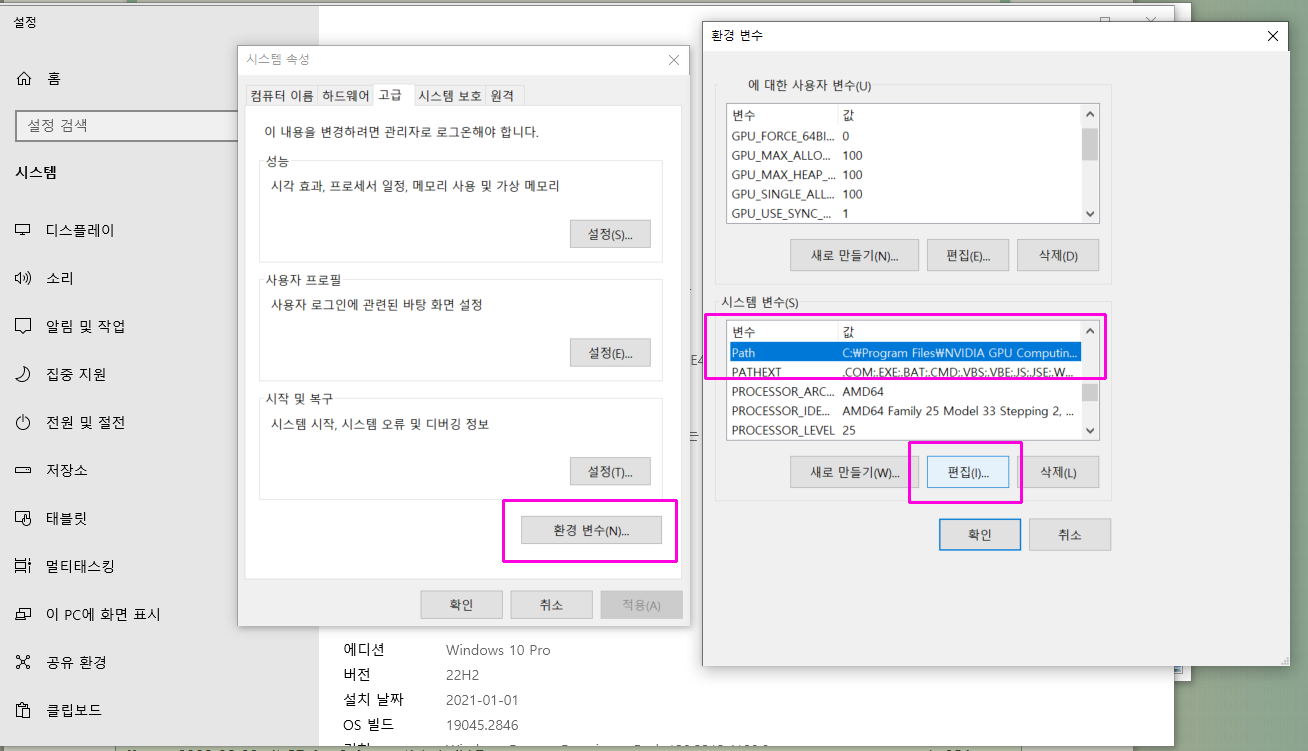 설정
홈
설정 검색
시스템
디스플레이
소리
알림 및 작업
집중 지원
전원 및 절전
저장소
태블릿
멀티태스킹
이 PC에 화면 표시
공유 환경
클립보드
시스템 속성
컴퓨터 이름 하드웨어 고급 시스템 보호 원격
이 내용을 변경하려면 관리자로 로그온해야 합니다.
성능
시각 효과, 프로세서 일정, 메모리 사용 및 가상 메모리
설정(S)...
사용자 프로필
사용자 로그인에 관련된 바탕 화면 설정
설정(E)...
시작 및 복구
시스템 시작, 시스템 오류 및 디버깅 정보
설정(T)...
환경 변수(N)...
확인 취소 적용(A)
에디션 Windows 10 Pro
버전 22H2
설치 날짜 2021-01-01
OS 빌드 19045.2846
환경 변수
에 대한 사용자 변수(U)
변수 값
GPU_FORCE_64BI... 0
GPU_MAX_ALLO... 100
GPU_MAX_HEAP_... 100
GPU_SINGLE_ALL... 100
GPU_USE_SYNC_... 1
새로 만들기(N)... 편집(E)... 삭제(D)
시스템 변수(S)
변수 값
Path C:₩Program Files₩NVIDIA GPU Computin...
PATHEXT .COM;.EXE;.BAT;.CMD;.VBS;.VBE;.JS;.JSE;.W...
PROCESSOR_ARC... AMD64
PROCESSOR_IDE... AMD64 Family 25 Model 33 Stepping 2, ...
PROCESSOR_LEVEL 25
새로 만들기(W)... 편집(I)... 삭제(L)
확인 취소